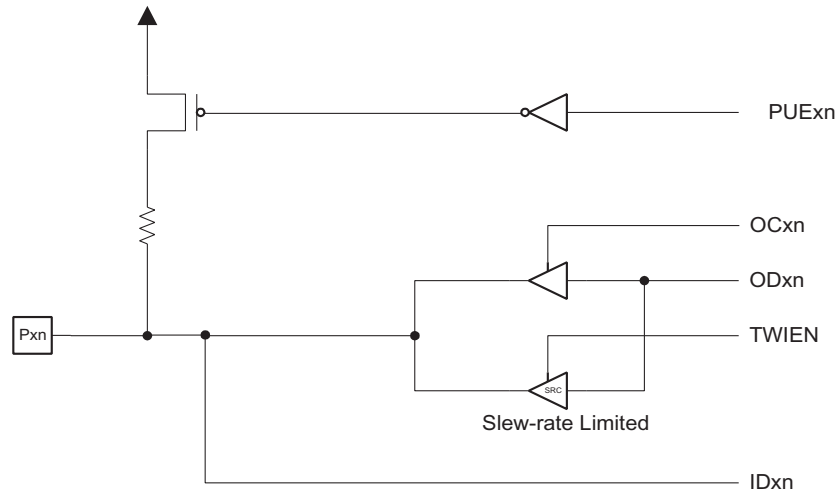 PUExn
OCxn
ODxn
Pxn
TWIEN
SRC
Slew-rate Limited
IDxn